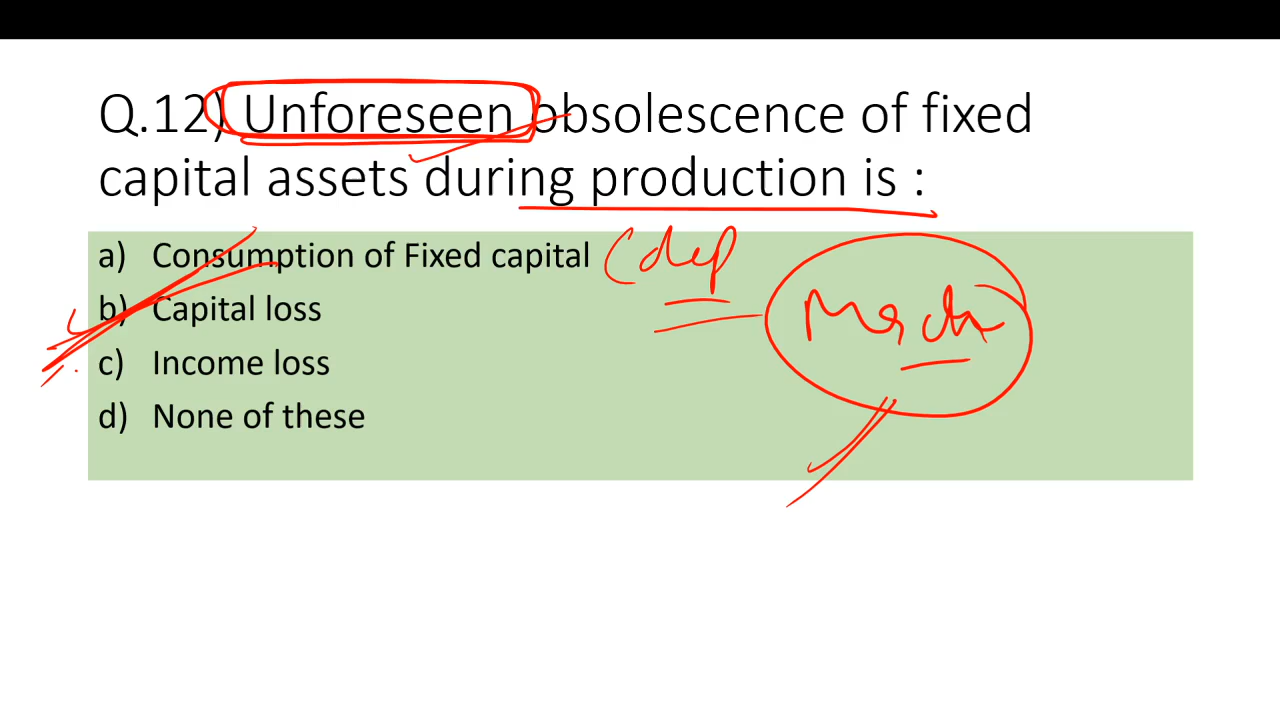 Q.12) Unforeseen obsolescence of fixed
capital assets during production is :
a) Consumption of Fixed capital (dep
b) Capital loss
c) Income loss
d) None of these